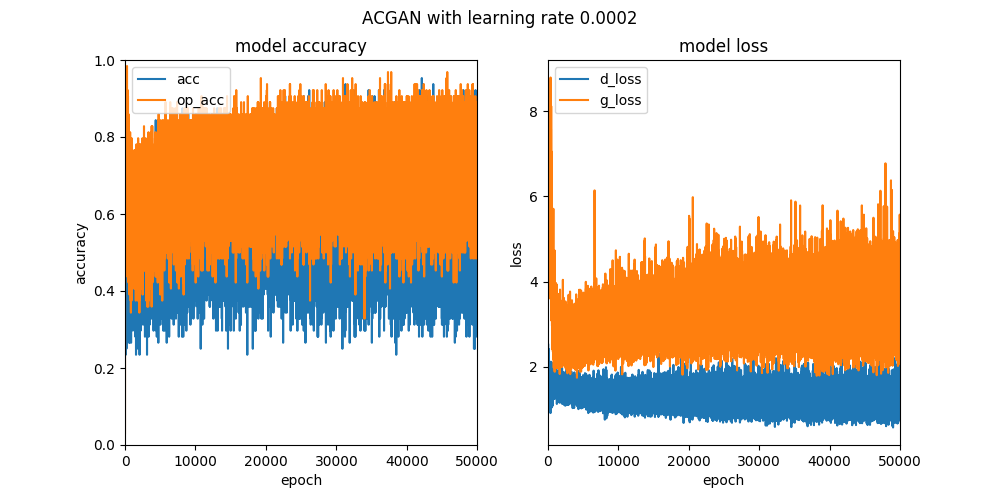 ACGAN with learning rate 0.0002
model accuracy
acc
op_acc
accuracy
1.0
0.8
0.6
0.4
0.2
0.0
0 10000 20000 30000 40000 50000
epoch
model loss
d_loss
g_loss
loss
8
6
4
2
0 10000 20000 30000 40000 50000
epoch